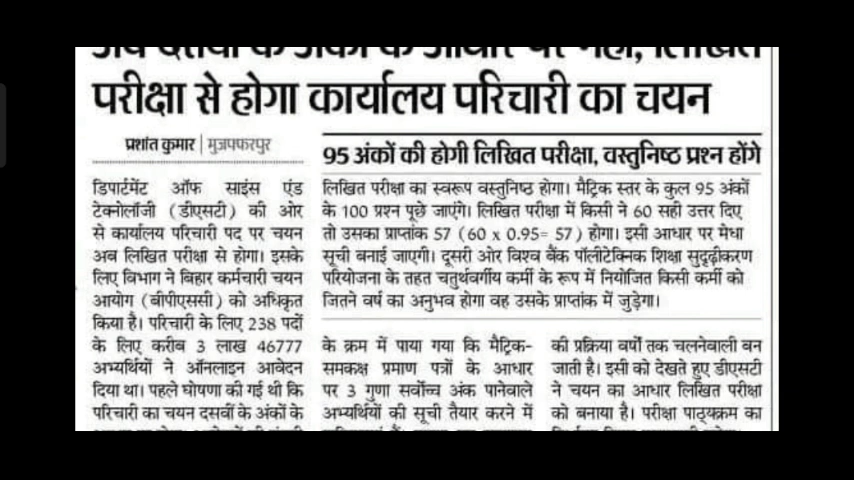 परीक्षा से होगा कार्यालय परिचारी का चयन
प्रशांत कुमार | मुजफ्फरपुर
डिपार्टमेंट ऑफ साइंस एंड
टेक्नोलॉजी (डीएसटी) की ओर
से कार्यालय परिचारी पद पर चयन
अब लिखित परीक्षा से होगा। इसके
लिए विभाग ने बिहार कर्मचारी चयन
आयोग (बीपीएससी) को अधिकृत
किया है। परिचारी के लिए 238 पदों
के लिए करीब 3 लाख 46777
अभ्यर्थियों ने ऑनलाइन आवेदन
दिया था। पहले घोषणा की गई थी कि
परिचारी का चयन दसवीं के अंकों के
95 अंकों की होगी लिखित परीक्षा, वस्तुनिष्ठ प्रश्न होंगे
लिखित परीक्षा का स्वरूप वस्तुनिष्ठ होगा। मैट्रिक स्तर के कुल 95 अंकों
के 100 प्रश्न पूछे जाएंगे। लिखित परीक्षा में किसी ने 60 सही उत्तर दिए
तो उसका प्राप्तांक 57 (60 x 0.95= 57) होगा। इसी आधार पर मेधा
सूची बनाई जाएगी। दूसरी ओर विश्व बैंक पॉलीटेक्निक शिक्षा सुदृढ़ीकरण
परियोजना के तहत चतुर्थवर्गीय कर्मी के रूप में नियोजित किसी कर्मी को
जितने वर्ष का अनुभव होगा वह उसके प्राप्तांक में जुड़ेगा।
के क्रम में पाया गया कि मैट्रिक-
समकक्ष प्रमाण पत्रों के आधार
पर 3 गुणा सर्वोच्च अंक पानेवाले
अभ्यर्थियों की सूची तैयार करने में
की प्रक्रिया वर्षों तक चलनेवाली बन
जाती है। इसी को देखते हुए डीएसटी
ने चयन का आधार लिखित परीक्षा
को बनाया है। परीक्षा पाठ्यक्रम का